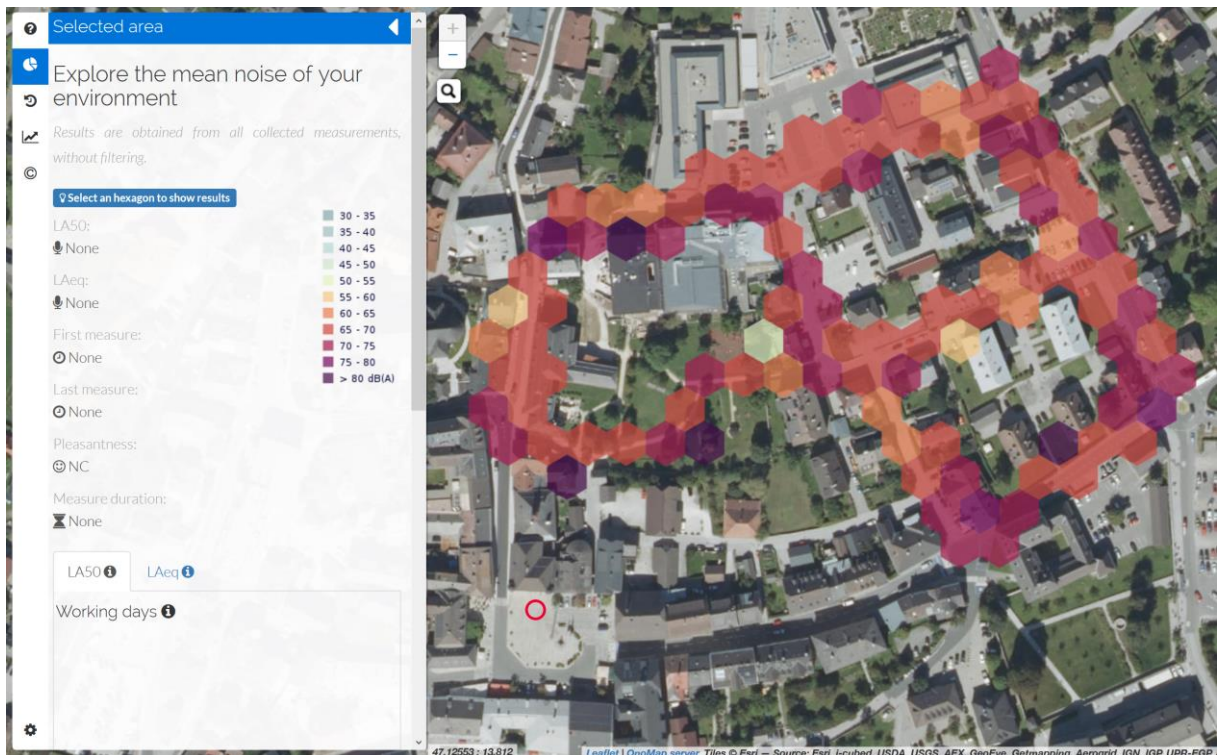 Selected area
Explore the mean noise of your
environment
Results are obtained from all collected measurements,
without filtering.
Select an hexagon to show results
LA50:
None
LAeq:
None
First measure:
None
Last measure:
None
Pleasantness:
NC
Measure duration:
None
30 - 35
35 - 40
40 - 45
45 - 50
50 - 55
55 - 60
60 - 65
65 - 70
70 - 75
75 - 80
> 80 dB(A)
LA50 LAeq
Working days
+
−
47.12553 : 13.812
Leaflet | OnoMap server, Tiles © Esri — Source: Esri, i-cubed, USDA, USGS, AEX, GeoEye, Getmapping, Aerogrid, IGN, IGP, UPR-EGP